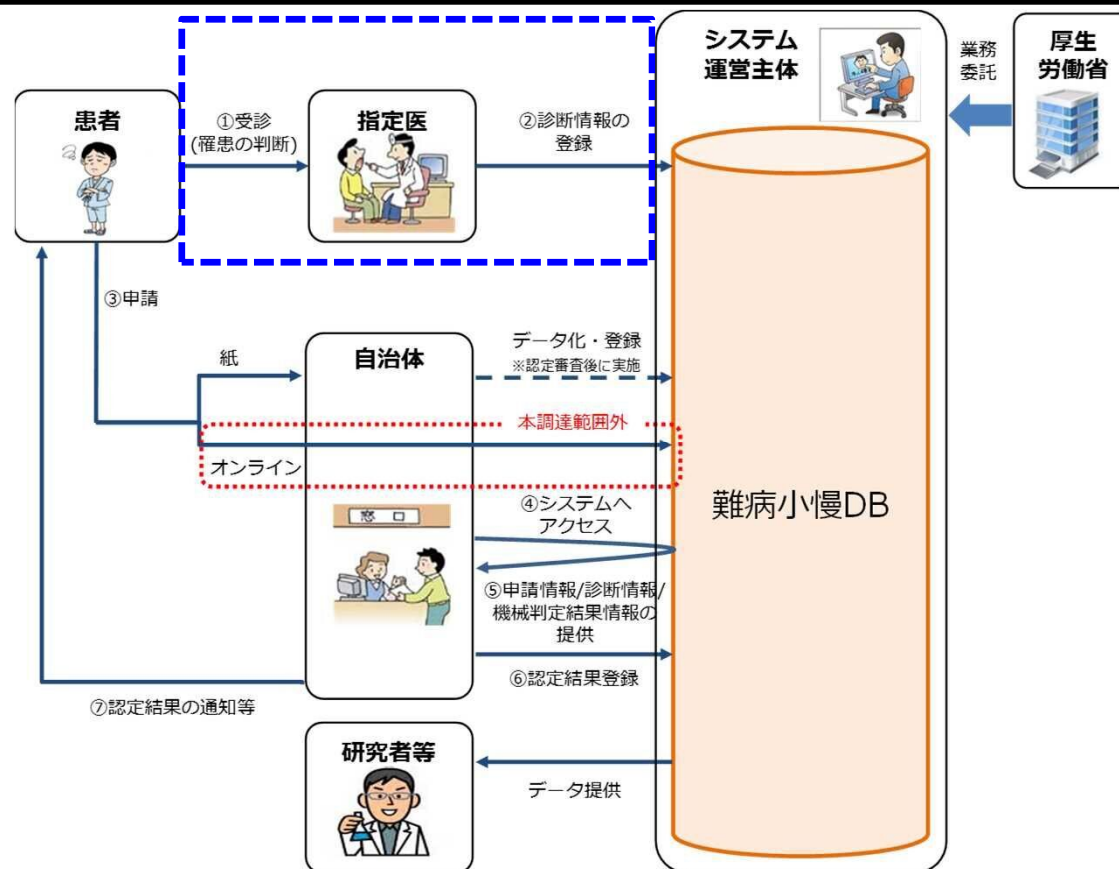 システム
運営主体
業務
委託
厚生
労働省
患者
①受診
(罹患の判断)
指定医
②診断情報の
登録
③申請
紙
自治体
データ化・登録
※認定審査後に実施
本調達範囲外
オンライン
窓口
④システムへ
アクセス
難病小慢DB
⑤申請情報/診断情報/
機械判定結果情報の
提供
⑥認定結果登録
⑦認定結果の通知等
研究者等
データ提供